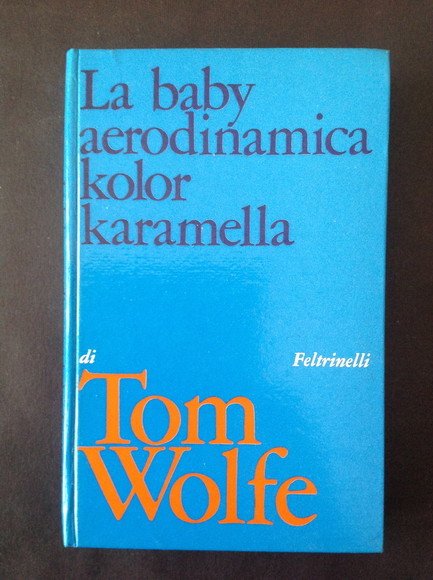 La baby
aerodinamica
kolor
karamella
di
Feltrinelli
Tom
Wolfe